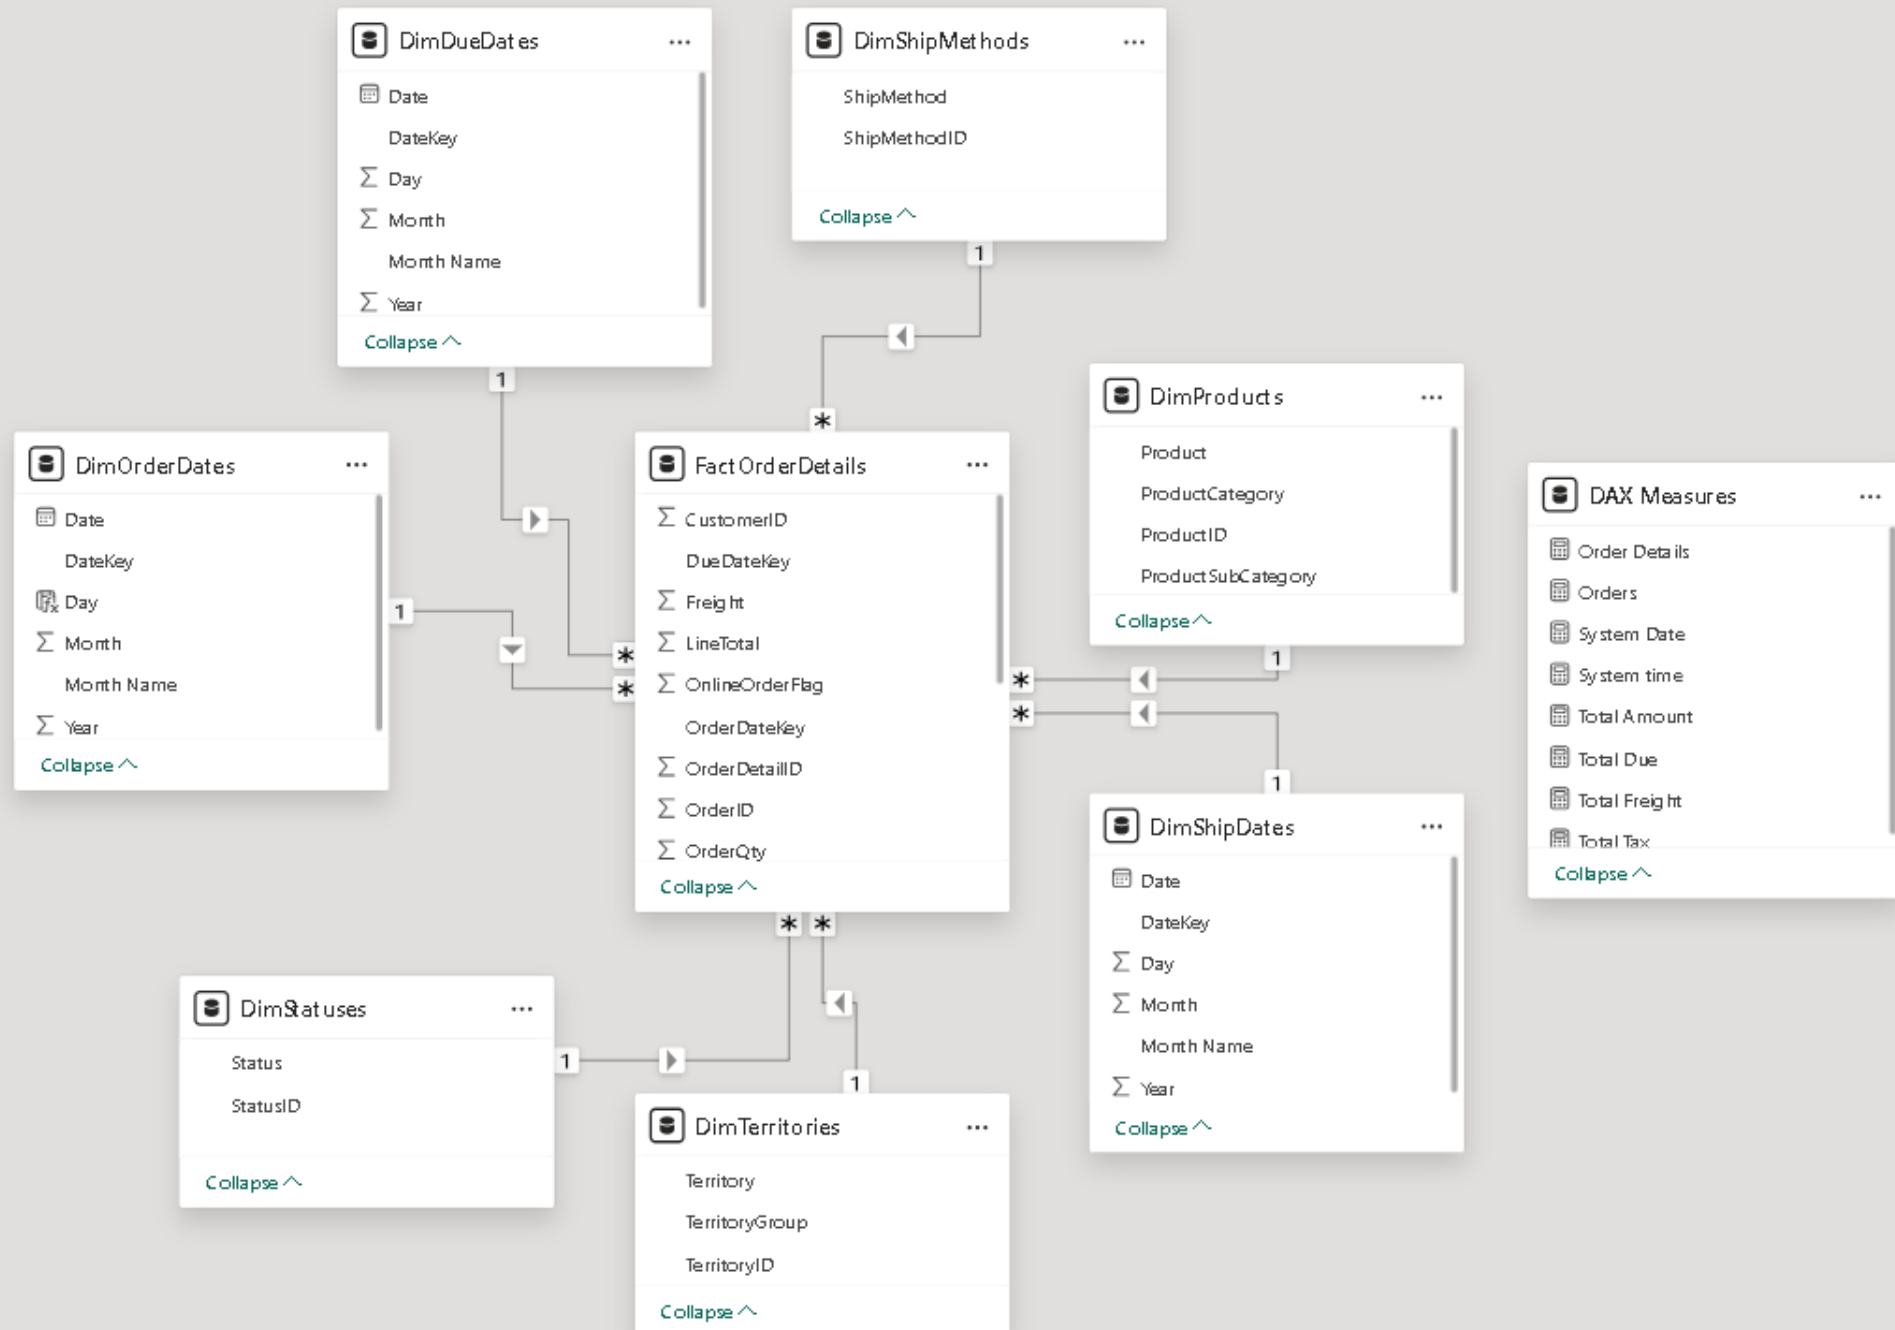 DimDueDates
Date
DateKey
Day
Month
Month Name
Year
Collapse
1
DimShipMethods
ShipMethod
ShipMethodID
Collapse
1
*
DimOrderDates
Date
DateKey
Day
Month
Month Name
Year
Collapse
1
*
*
FactOrderDetails
CustomerID
DueDateKey
Freight
LineTotal
OnlineOrderFlag
OrderDateKey
OrderDetailID
OrderID
OrderQty
Collapse
*
*
DimProducts
Product
ProductCategory
ProductID
ProductSubCategory
Collapse
1
*
*
1
DimShipDates
Date
DateKey
Day
Month
Month Name
Year
Collapse
DAX Measures
Order Details
Orders
System Date
System time
Total Amount
Total Due
Total Freight
Total Tax
Collapse
DimStatuses
Status
StatusID
Collapse
1
1
DimTerritories
Territory
TerritoryGroup
TerritoryID
Collapse